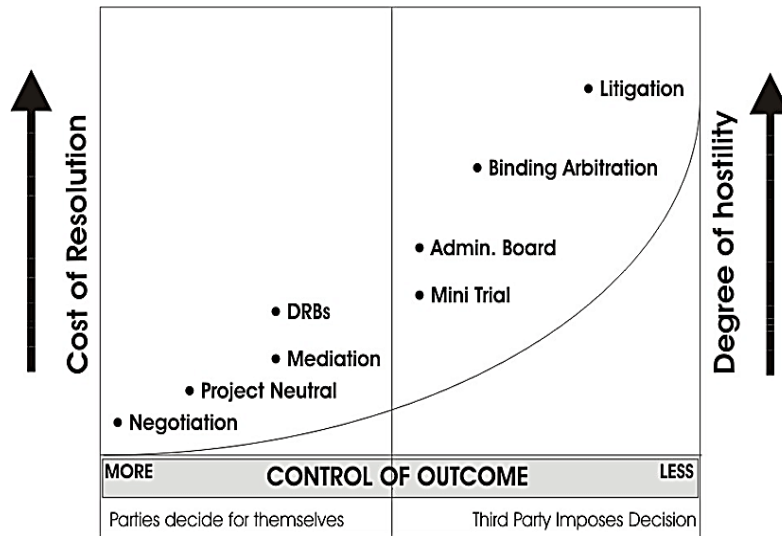 Cost of Resolution
Litigation
Binding Arbitration
Admin. Board
Mini Trial
DRBs
Mediation
Project Neutral
Negotiation
Degree of hostility
MORE CONTROL OF OUTCOME LESS
Parties decide for themselves
Third Party Imposes Decision